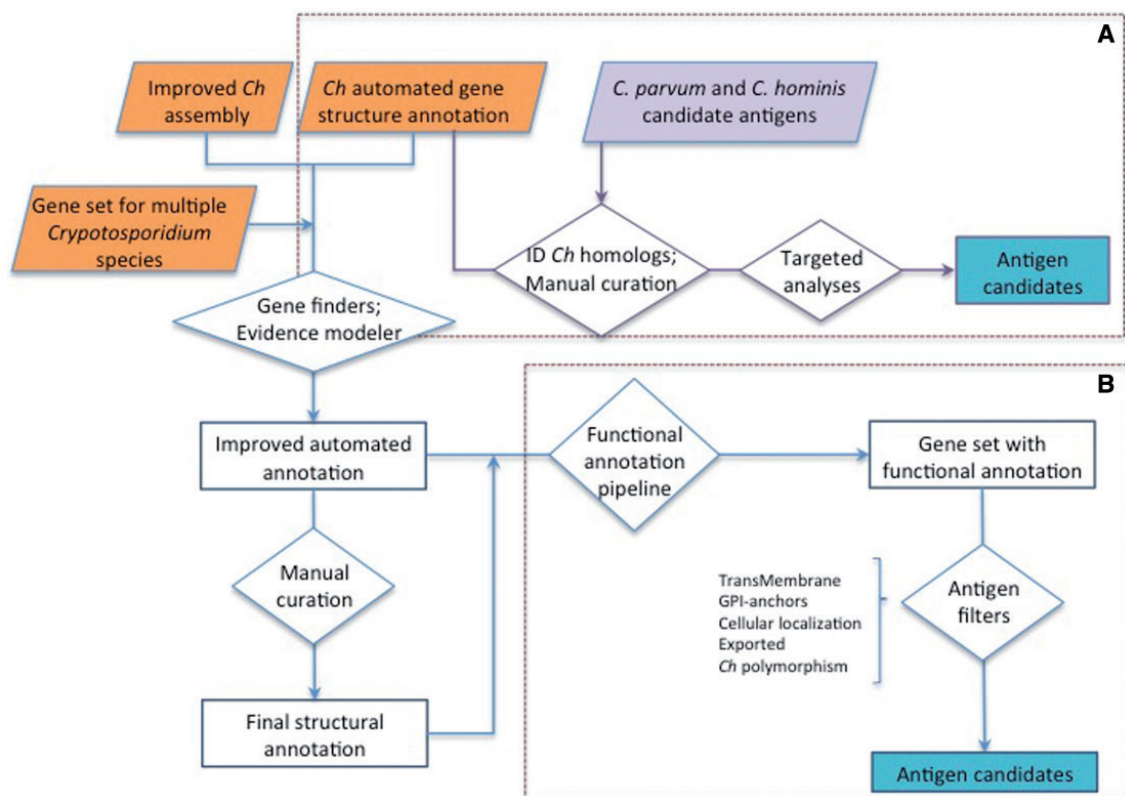 A
Improved Ch
assembly
Ch automated gene
structure annotation
C. parvum and C. hominis
candidate antigens
Gene set for multiple
Crypotosporidium
species
ID Ch homologs;
Manual curation
Targeted
analyses
Antigen
candidates
Gene finders;
Evidence modeler
B
Improved automated
annotation
Functional
annotation
pipeline
Gene set with
functional annotation
Manual
curation
TransMembrane
GPI-anchors
Cellular localization
Exported
Ch polymorphism
Antigen
filters
Final structural
annotation
Antigen candidates